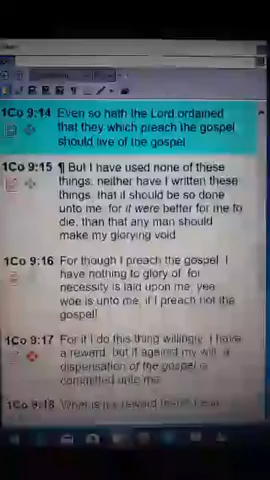 1Co 9:14 Even so hath the Lord ordained
that they which preach the gospel
should live of the gospel
1Co 9:15 ¶ But I have used none of these
things: neither have I written these
things, that it should be so done
unto me: for it were better for me to
die, than that any man should
make my glorying void
1Co 9:16 For though I preach the gospel, I
have nothing to glory of: for
necessity is laid upon me; yea,
woe is unto me, if I preach not the
gospel!
1Co 9:17 For if I do this thing willingly, I have
a reward: but if against my will, a
dispensation of the gospel is
committed unto me
1Co 9:18 What is my reward then?